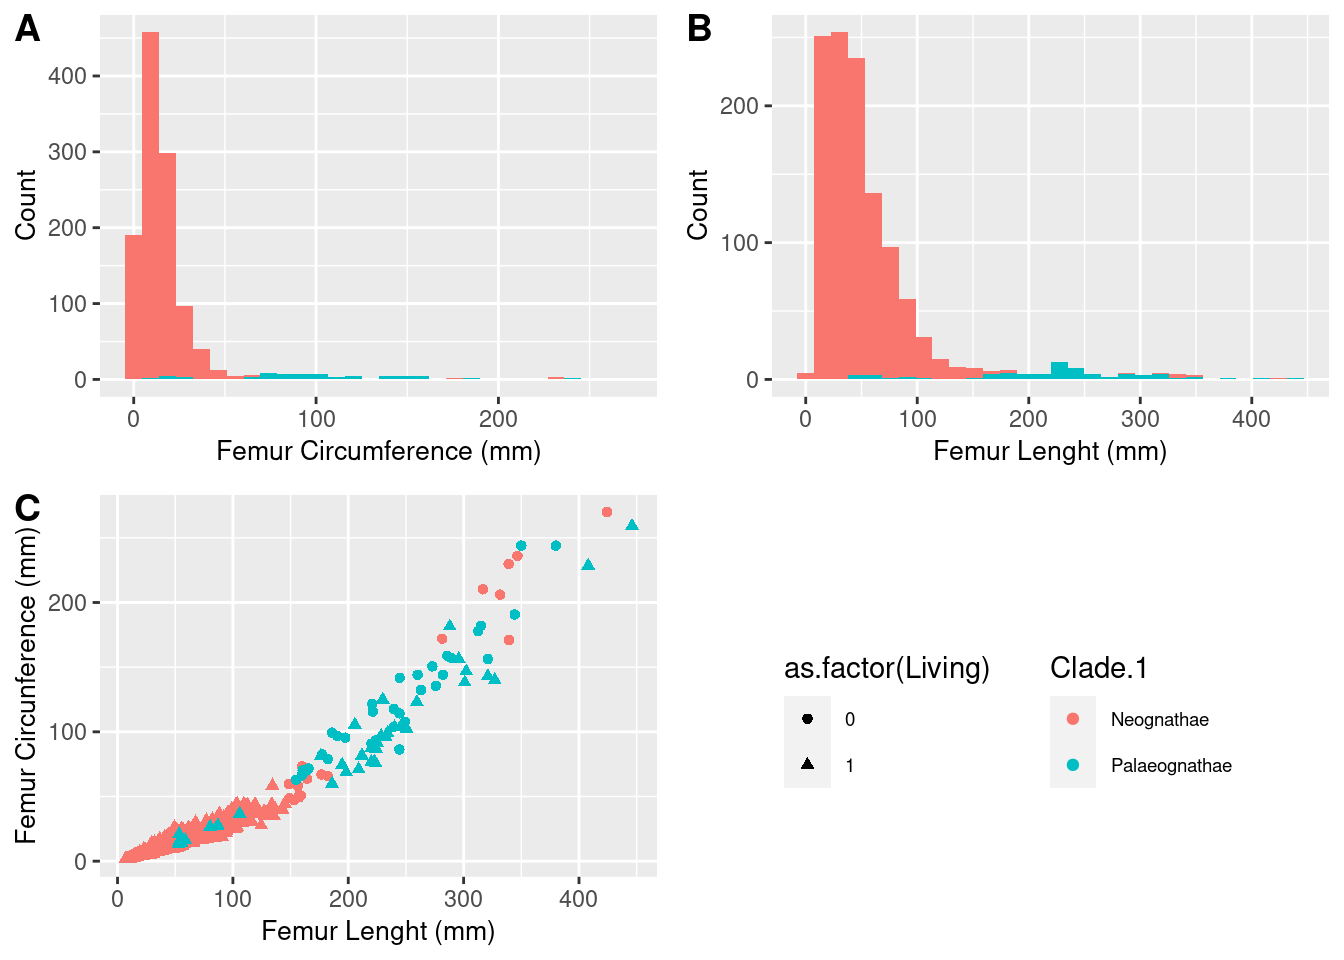 A
Count
400
300
200
100
0
0 100 200
Femur Circumference (mm)
B
Count
200
100
0
0 100 200 300 400
Femur Lenght (mm)
C
Femur Circunference (mm)
200
100
0
0 100 200 300 400
Femur Lenght (mm)
as.factor(Living)
0
1
Clade.1
Neognathae
Palaeognathae